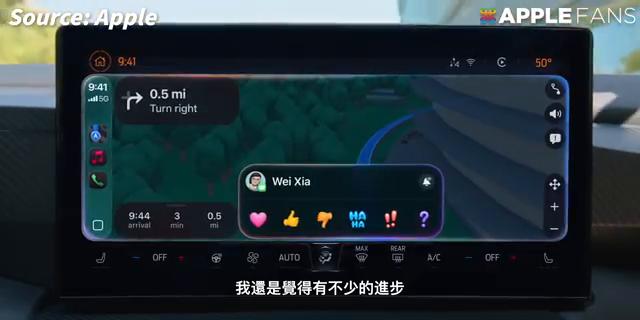 Source: Apple
APPLEFANS
9:41
50°
9:41
5G
0.5 mi
Turn right
Wei Xia
HA
HA
!!
?
9:44
3
0.5
arrival
min
mi
+
−
− OFF +
AUTO
MAX
REAR
A/C
− OFF +
我還是覺得有不少的進步